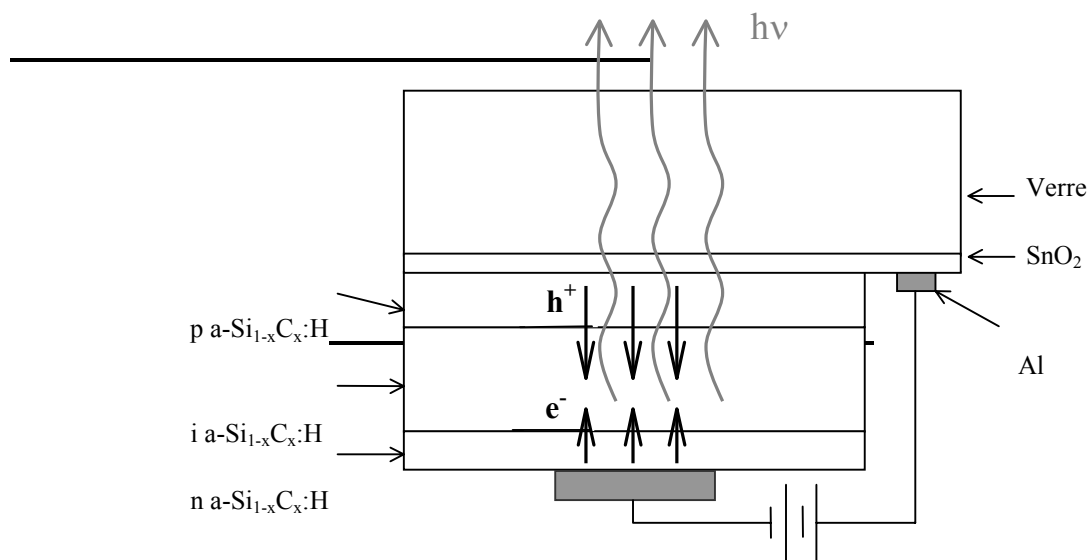 hν
Verre
SnO₂
h⁺
p a-Si₁₋ₓCₓ:H
Al
e⁻
i a-Si₁₋ₓCₓ:H
n a-Si₁₋ₓCₓ:H